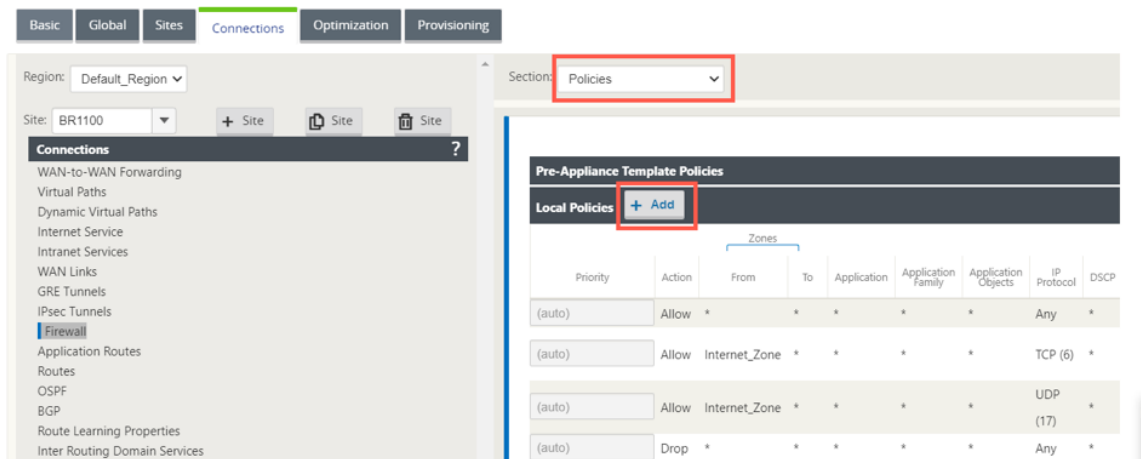 Basic Global Sites Connections Optimization Provisioning
Region: Default_Region
Section: Policies
Site: BR1100 + Site Site Site
Connections ?
WAN-to-WAN Forwarding
Virtual Paths
Dynamic Virtual Paths
Internet Service
Intranet Services
WAN Links
GRE Tunnels
IPsec Tunnels
Firewall
Application Routes
Routes
OSPF
BGP
Route Learning Properties
Inter Routing Domain Services
Pre-Appliance Template Policies
Local Policies + Add
Zones
Priority Action From To Application Application Family Application Objects IP Protocol DSCP
(auto) Allow * * * * * Any *
(auto) Allow Internet_Zone * * * * TCP (6) *
(auto) Allow Internet_Zone * * * * UDP (17) *
(auto) Drop * * * * * Any *